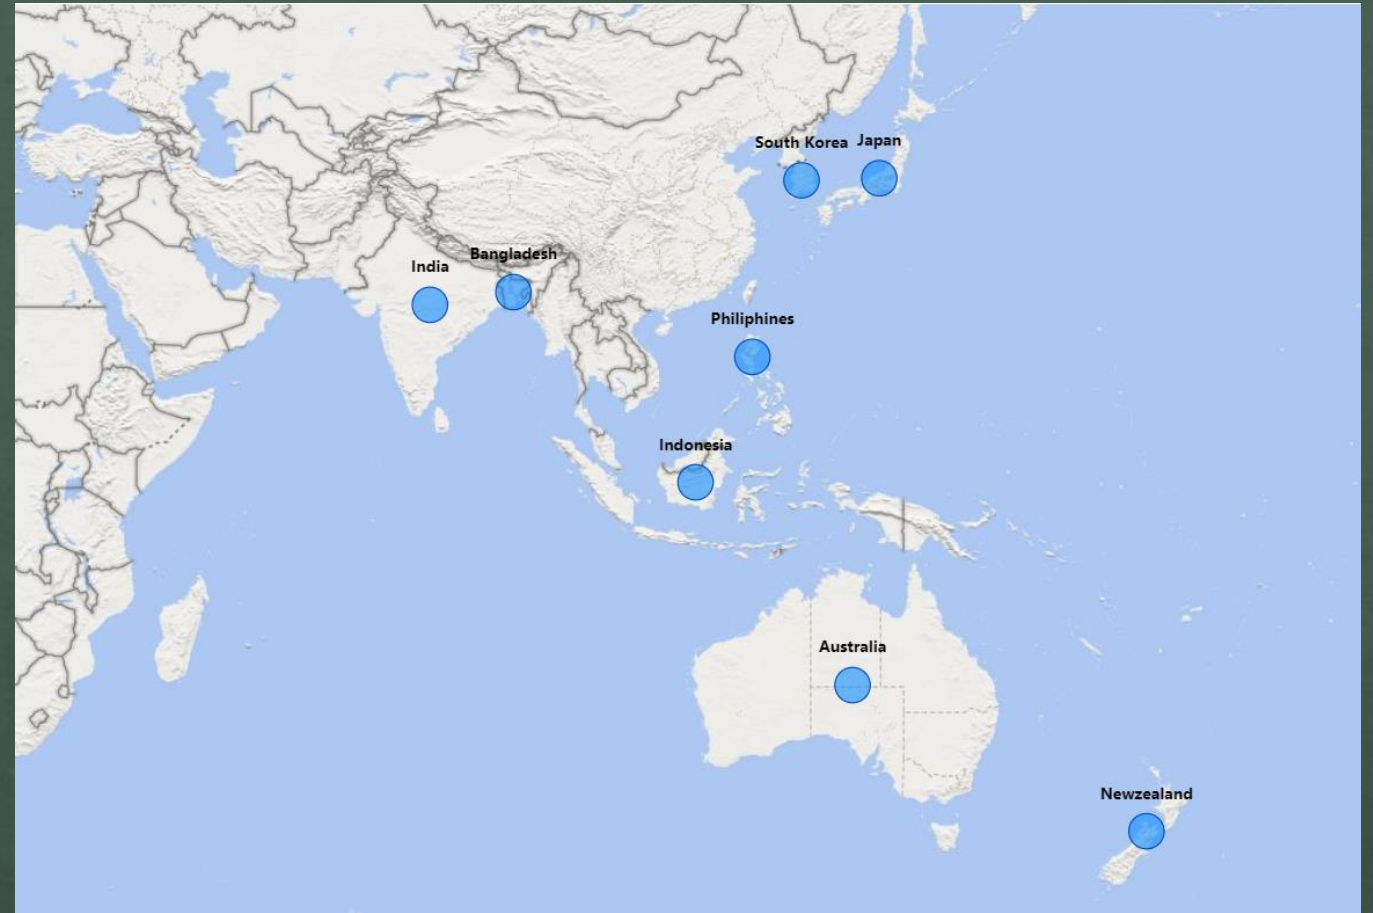 South Korea
Japan
Bangladesh
India
Philiphines
Indonesia
Australia
Newzealand